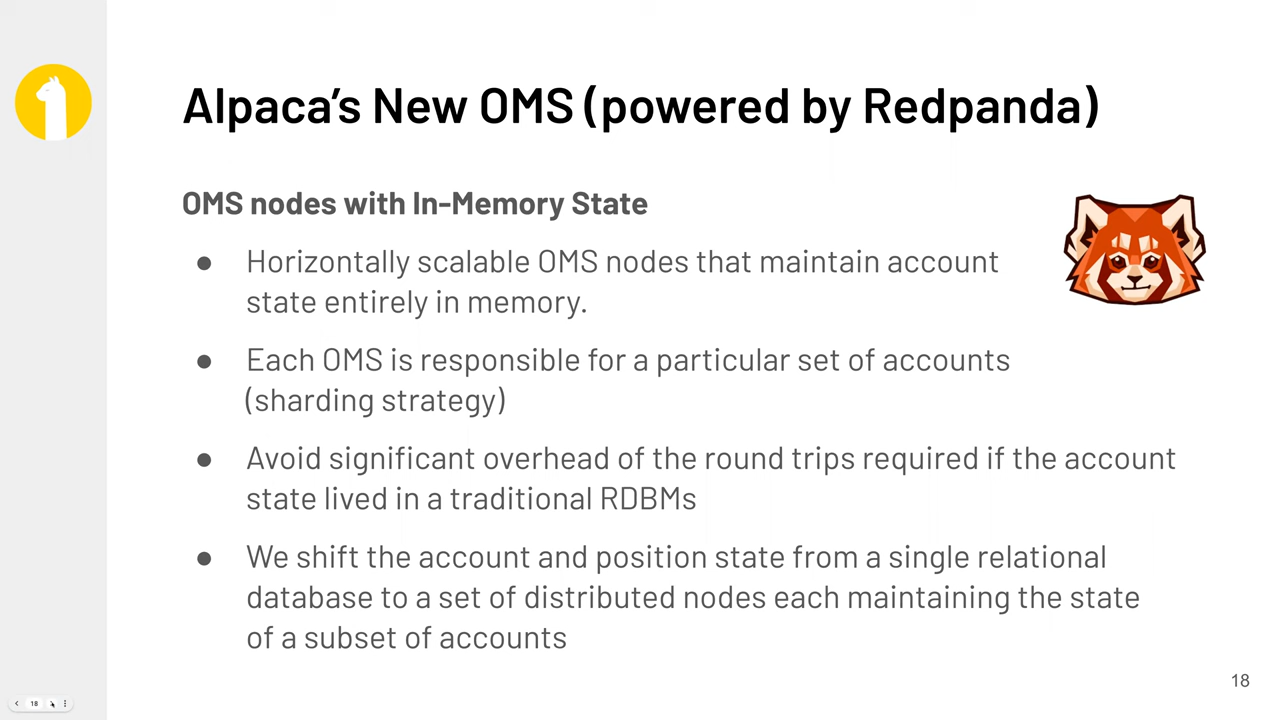 Alpaca's New OMS (powered by Redpanda)
OMS nodes with In-Memory State
● Horizontally scalable OMS nodes that maintain account
state entirely in memory.
● Each OMS is responsible for a particular set of accounts
(sharding strategy)
● Avoid significant overhead of the round trips required if the account
state lived in a traditional RDBMs
● We shift the account and position state from a single relational
database to a set of distributed nodes each maintaining the state
of a subset of accounts
18
18